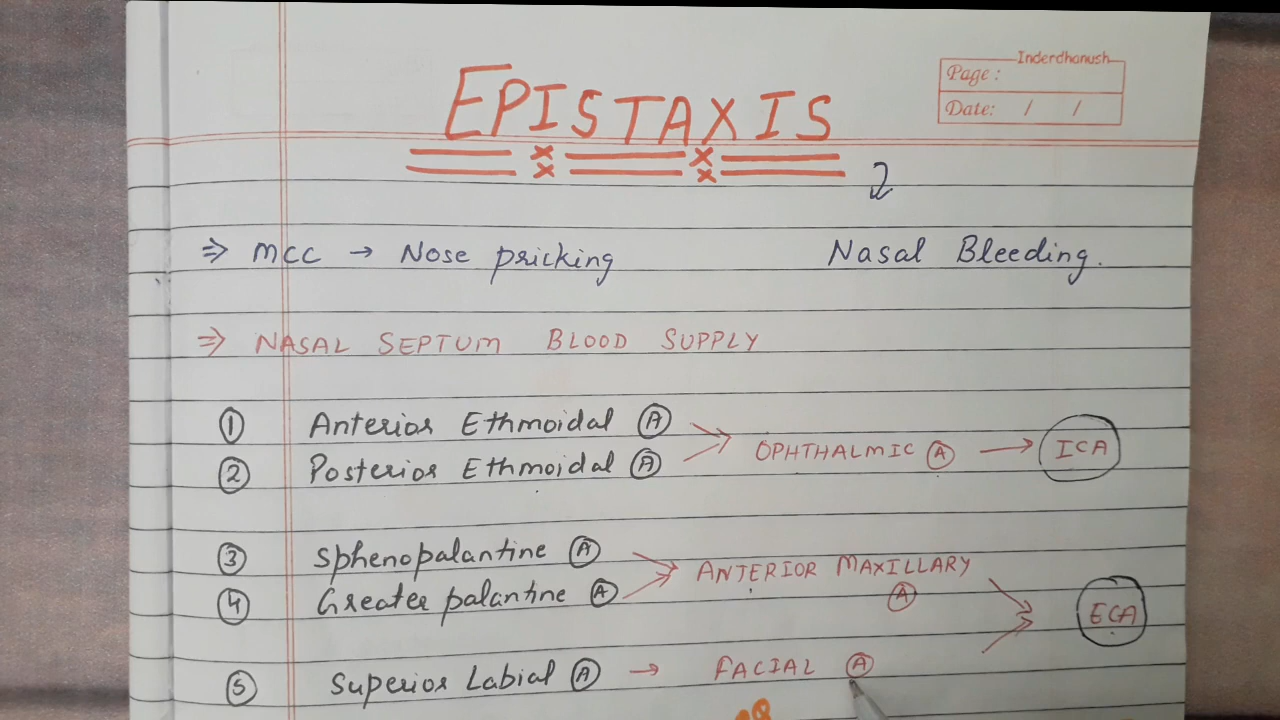 Inderdhanush
Page :
Date: / /
EPISTAXIS
⇒ MCC → Nose pricking Nasal Bleeding.
⇒ NASAL SEPTUM BLOOD SUPPLY
① Anterior Ethmoidal Ⓐ
② Posterior Ethmoidal Ⓐ
OPHTHALMIC Ⓐ → ICA
③ Sphenopalantine Ⓐ
④ Greater palantine Ⓐ
ANTERIOR MAXILLARY Ⓐ
ECA
⑤ Superior Labial Ⓐ → FACIAL Ⓐ